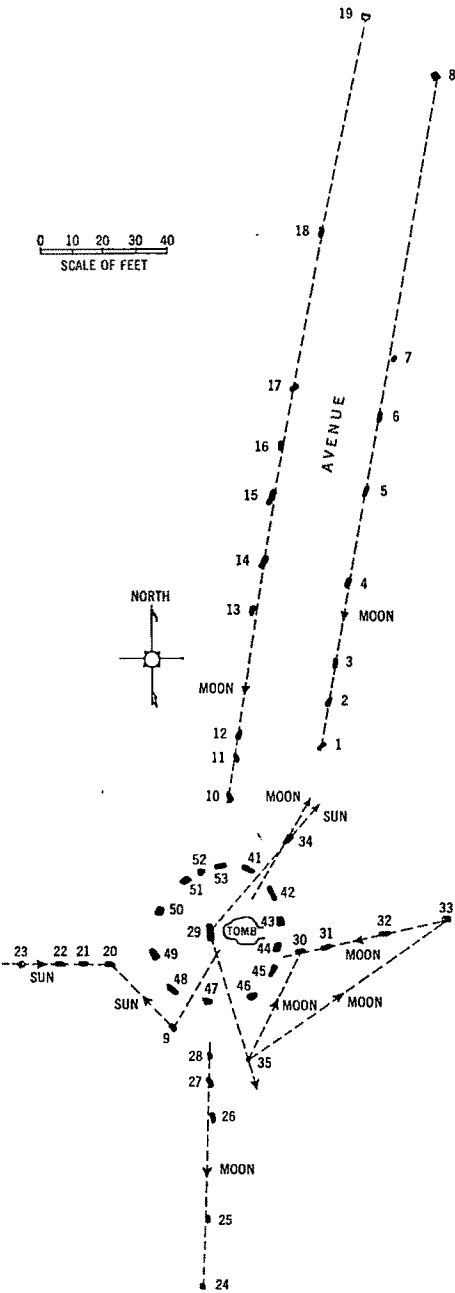 19
8
18
0 10 20 30 40
SCALE OF FEET
7
17
6
AVENUE
16
15
5
14
4
NORTH
13
MOON
3
MOON
2
12
1
11
10
MOON
SUN
34
52
53
41
51
42
50
43
33
29
TOMB
32
44
31
30
49
MOON
23 22 21 20
45
SUN
48
47
46
SUN
MOON
MOON
9
28
35
27
26
MOON
25
24